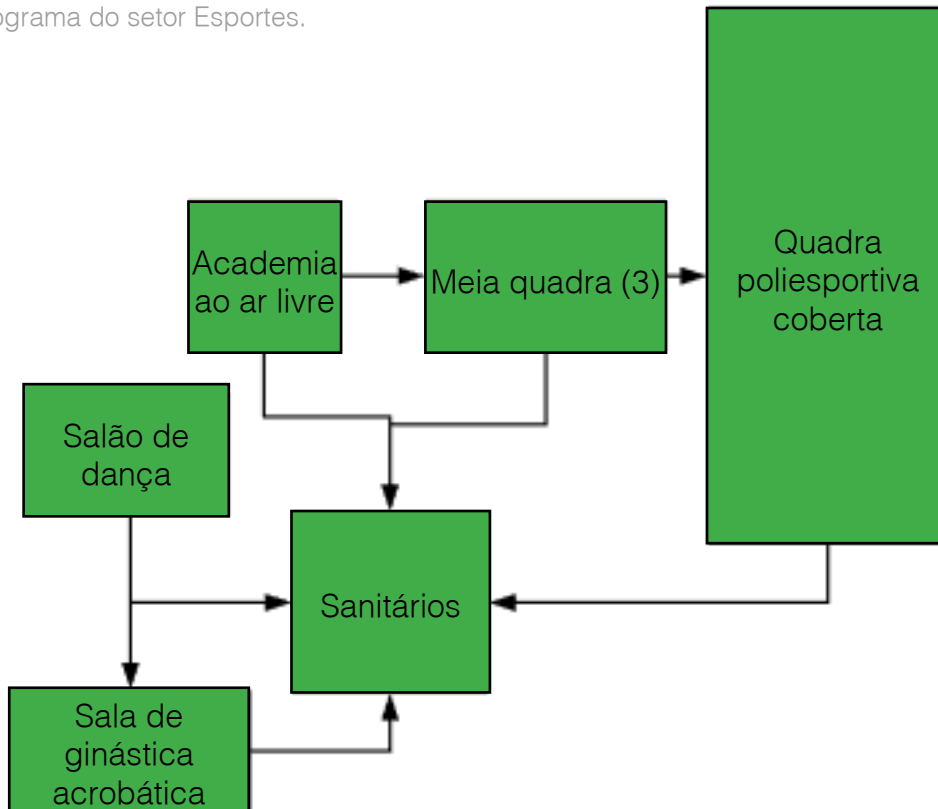 do setor Esportes.
Academia
ao ar livre
Meia quadra (3)
Quadra
poliesportiva
coberta
Salão de
dança
Sanitários
Sala de
ginástica
acrobática